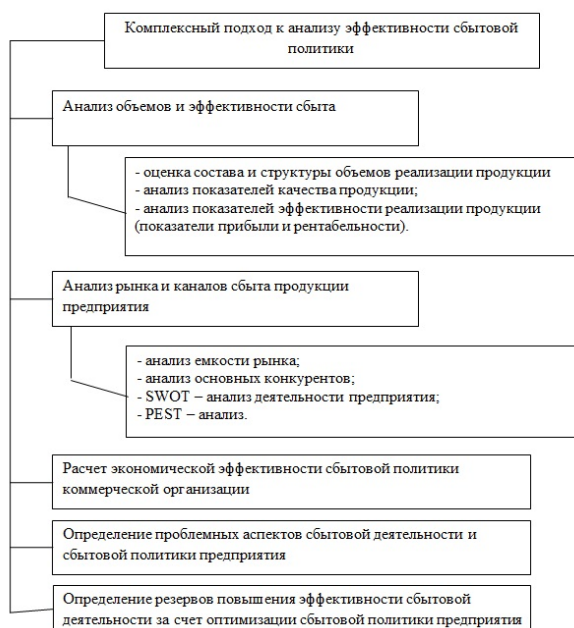 Комплексный подход к анализу эффективности сбытовой
политики
Анализ объемов и эффективности сбыта
- оценка состава и структуры объемов реализации продукции
- анализ показателей качества продукции;
- анализ показателей эффективности реализации продукции
(показатели прибыли и рентабельности).
Анализ рынка и каналов сбыта продукции
предприятия
- анализ емкости рынка;
- анализ основных конкурентов;
- SWOT – анализ деятельности предприятия;
- PEST – анализ.
Расчет экономической эффективности сбытовой политики
коммерческой организации
Определение проблемных аспектов сбытовой деятельности и
сбытовой политики предприятия
Определение резервов повышения эффективности сбытовой
деятельности за счет оптимизации сбытовой политики предприятия